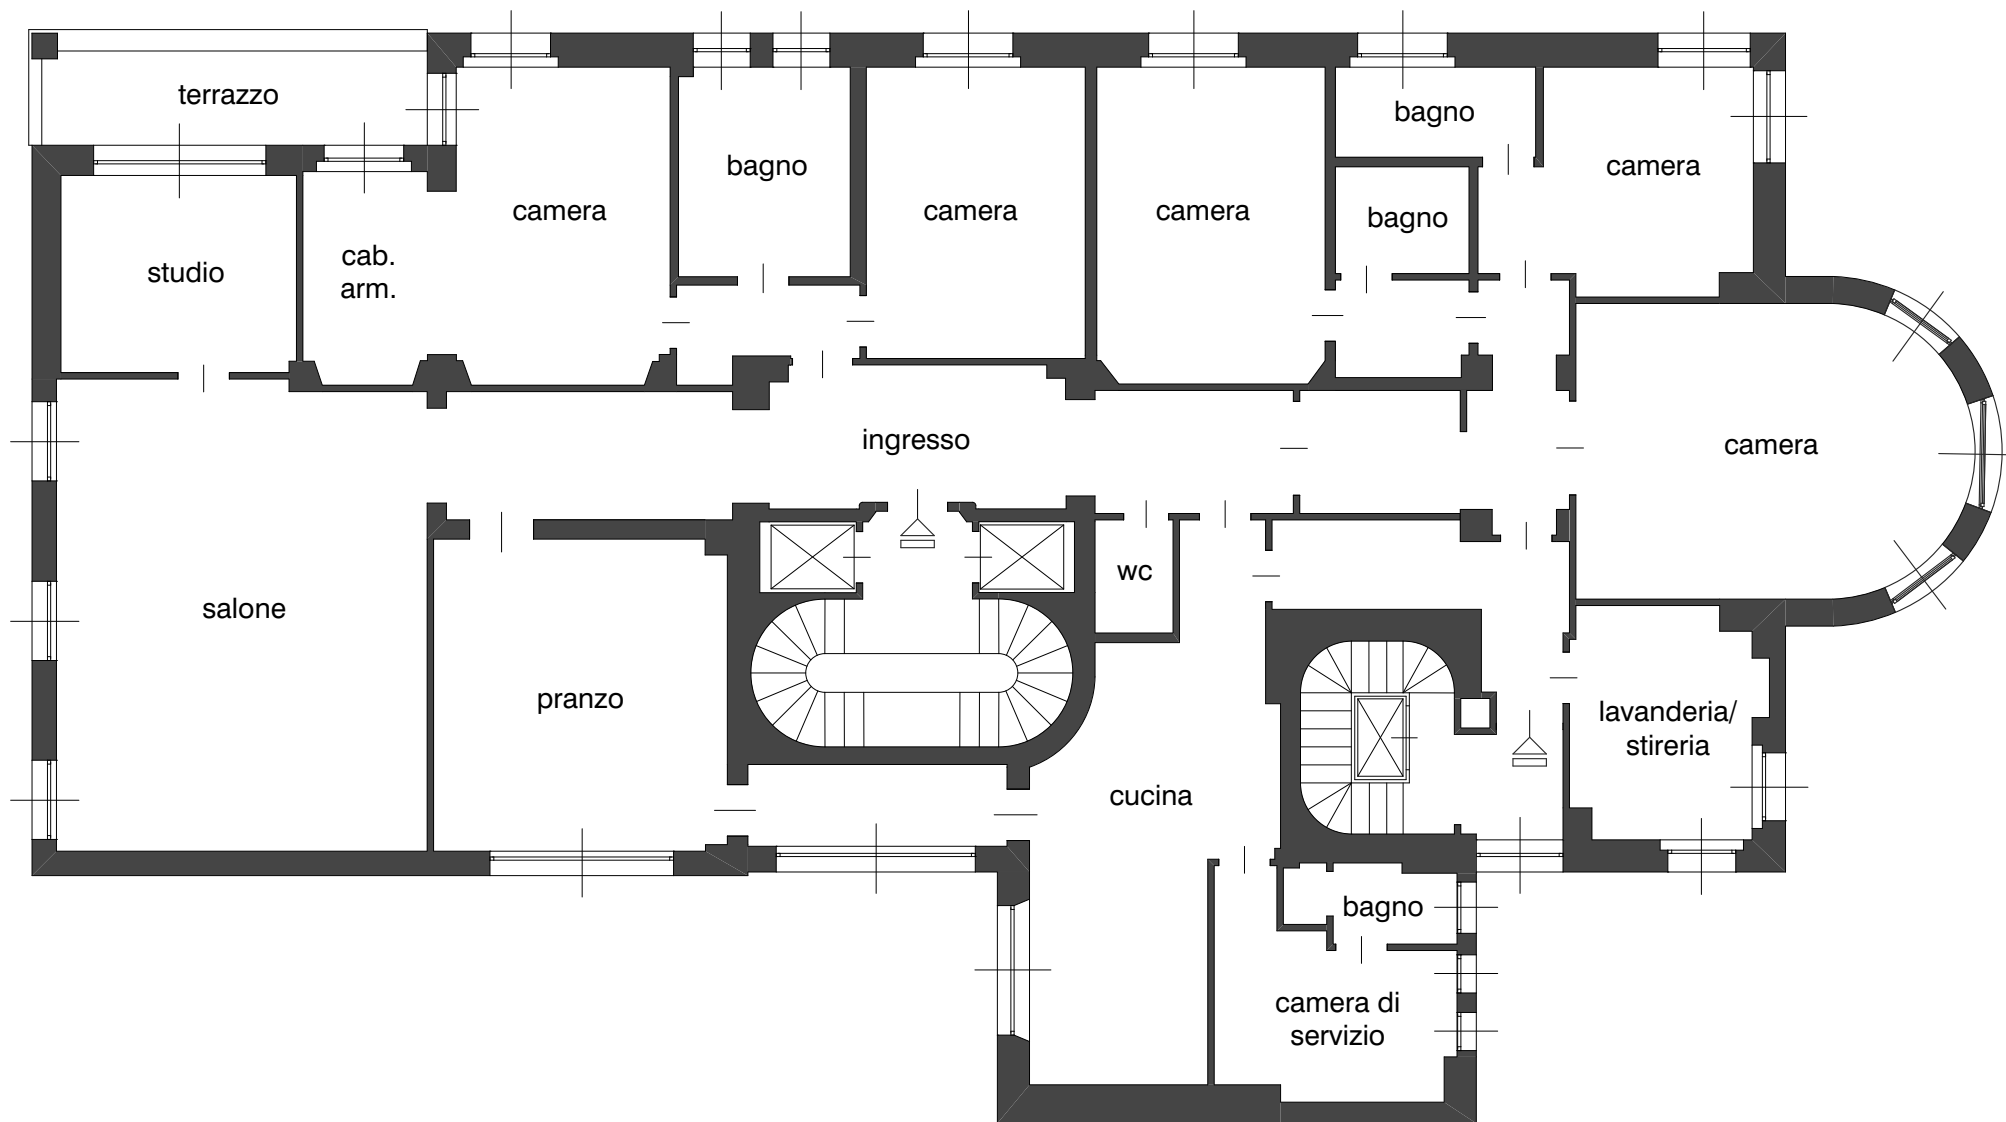 terrazzo
bagno
bagno
camera
camera
camera
camera
bagno
cab.
arm.
studio
ingresso
camera
wc
salone
pranzo
lavanderia/
stireria
cucina
bagno
camera di
servizio